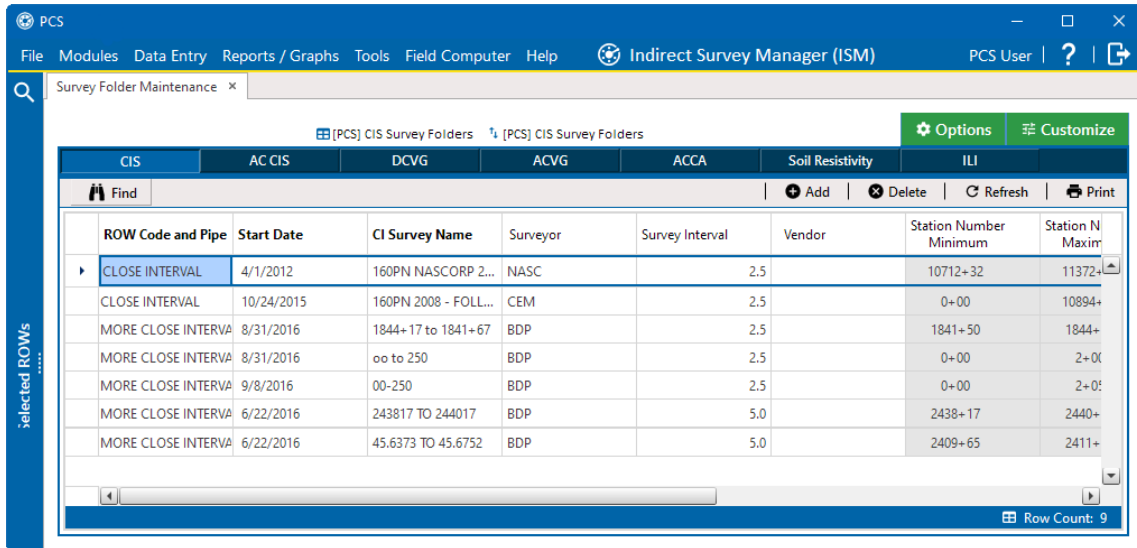 PCS
File Modules Data Entry Reports / Graphs Tools Field Computer Help Indirect Survey Manager (ISM) PCS User | ? |
Survey Folder Maintenance ×
[PCS] CIS Survey Folders [PCS] CIS Survey Folders Options Customize
CIS AC CIS DCVG ACVG ACCA Soil Resistivity ILI
Find | Add | Delete | Refresh | Print
ROW Code and Pipe Start Date CI Survey Name Surveyor Survey Interval Vendor Station Number Minimum Station N Maxim
CLOSE INTERVAL 4/1/2012 160PN NASCORP 2... NASC 2.5 10712+32 11372+
CLOSE INTERVAL 10/24/2015 160PN 2008 - FOLL... CEM 2.5 0+00 10894+
MORE CLOSE INTERVA 8/31/2016 1844+17 to 1841+67 BDP 2.5 1841+50 1844+
MORE CLOSE INTERVA 8/31/2016 oo to 250 BDP 2.5 0+00 2+00
MORE CLOSE INTERVA 9/8/2016 00-250 BDP 2.5 0+00 2+05
MORE CLOSE INTERVA 6/22/2016 243817 TO 244017 BDP 5.0 2438+17 2440+
MORE CLOSE INTERVA 6/22/2016 45.6373 TO 45.6752 BDP 5.0 2409+65 2411+
Selected ROWs
Row Count: 9